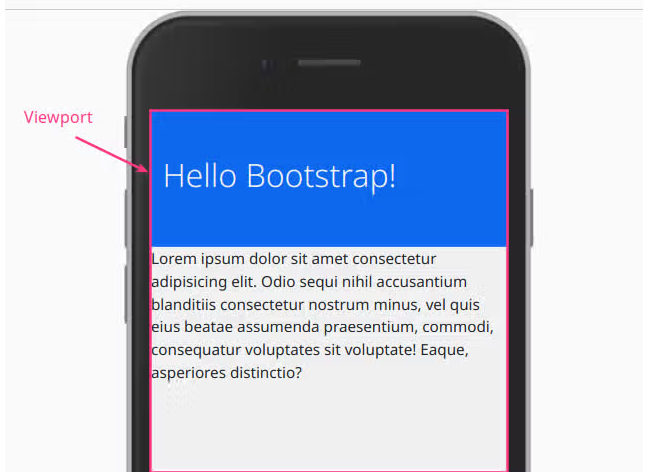 Viewport
Hello Bootstrap!
Lorem ipsum dolor sit amet consectetur
adipisicing elit. Odio sequi nihil accusantium
blanditiis consectetur nostrum minus, vel quis
eius beatae assumenda praesentium, commodi,
consequatur voluptates sit voluptate! Eaque,
asperiores distinctio?